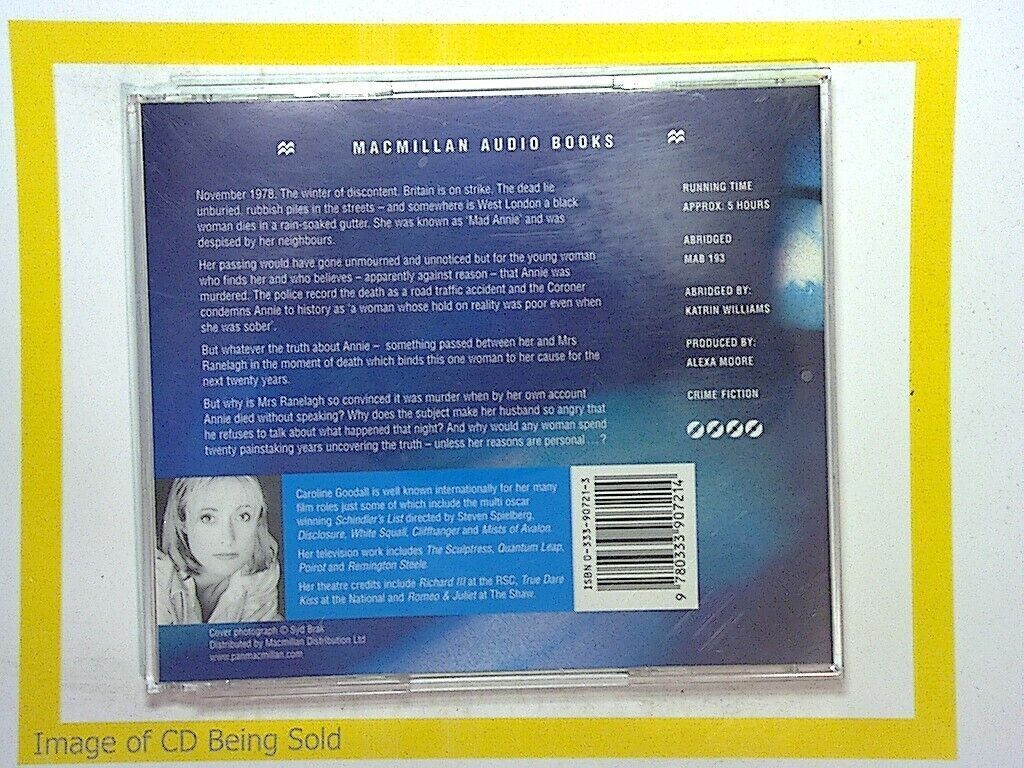 MACMILLAN AUDIO BOOKS
November 1978. The winter of discontent. Britain is on strike. The dead lie
unburied, rubbish piles in the streets – and somewhere is West London a black
woman dies in a rain-soaked gutter. She was known as 'Mad Annie' and was
despised by her neighbours.
Her passing would have gone unmourned and unnoticed but for the young woman
who finds her and who believes – apparently against reason – that Annie was
murdered. The police record the death as a road traffic accident and the Coroner
condemns Annie to history as 'a woman whose hold on reality was poor even when
she was sober'.
But whatever the truth about Annie – something passed between her and Mrs
Ranelagh in the moment of death which binds this one woman to her cause for the
next twenty years.
But why is Mrs Ranelagh so convinced it was murder when by her own account
Annie died without speaking? Why does the subject make her husband so angry that
he refuses to talk about what happened that night? And why would any woman spend
twenty painstaking years uncovering the truth – unless her reasons are personal...?
RUNNING TIME
APPROX: 5 HOURS
ABRIDGED
MAB 193
ABRIDGED BY:
KATRIN WILLIAMS
PRODUCED BY:
ALEXA MOORE
CRIME FICTION
Caroline Goodall is well known internationally for her many
film roles just some of which include the multi oscar
winning Schindler's List directed by Steven Spielberg,
Disclosure, White Squall, Cliffhanger and Mists of Avalon.
Her television work includes The Sculptress, Quantum Leap,
Poirot and Remington Steele.
Her theatre credits include Richard III at the RSC, True Dare
Kiss at the National and Romeo & Juliet at The Shaw.
ISBN 0-333-90721-3
9 780333 907214
Cover photograph © Syd Brak
Distributed by Macmillan Distribution Ltd
www.panmacmillan.com
Image of CD Being Sold